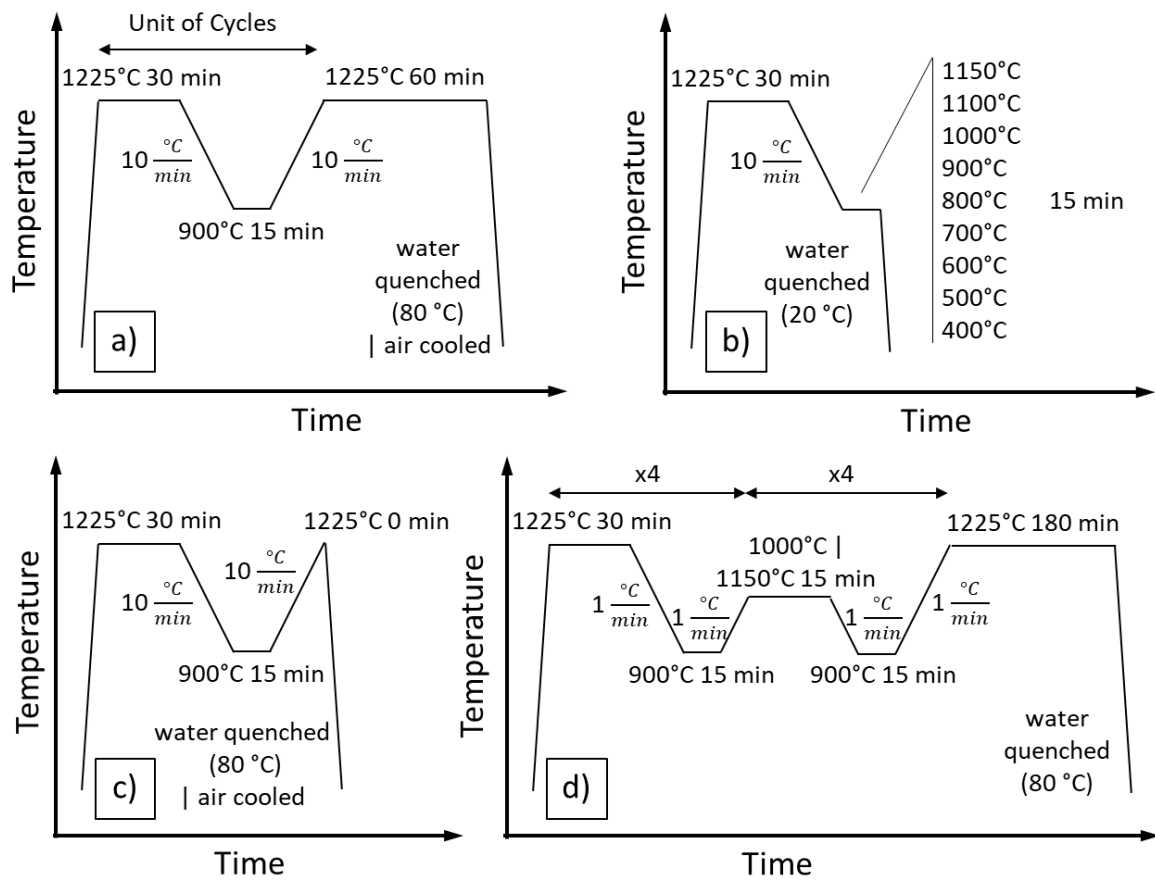 Unit of Cycles
1225°C 30 min
1225°C 60 min
10 °C/min
10 °C/min
900°C 15 min
water
quenched
(80 °C)
| air cooled
a)
Temperature
Time
1225°C 30 min
10 °C/min
1150°C
1100°C
1000°C
900°C
800°C
700°C
600°C
500°C
400°C
15 min
water
quenched
(20 °C)
b)
Temperature
Time
1225°C 30 min
1225°C 0 min
10 °C/min
10 °C/min
900°C 15 min
water quenched
(80 °C)
| air cooled
c)
Temperature
Time
x4
x4
1225°C 30 min
1225°C 180 min
1000°C |
1150°C 15 min
1 °C/min
1 °C/min
1 °C/min
1 °C/min
900°C 15 min
900°C 15 min
water
quenched
(80 °C)
d)
Temperature
Time